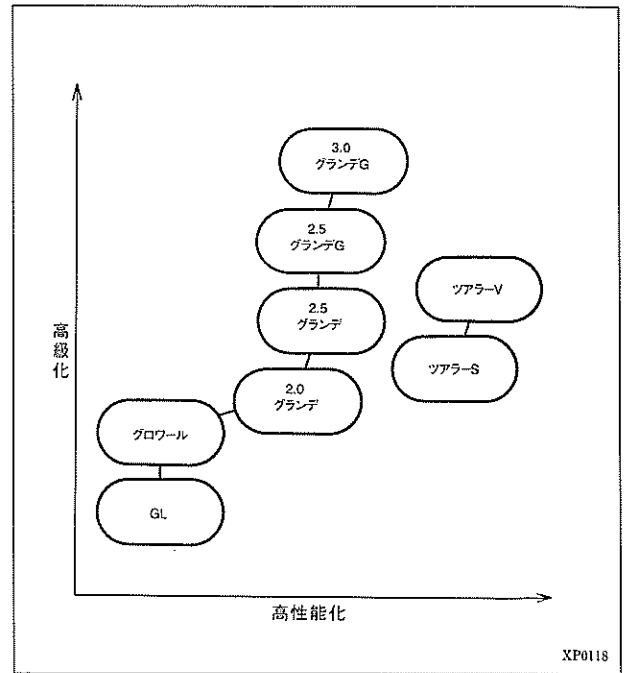 3.0
グランデG
2.5
グランデG
ツアラーV
2.5
グランデ
高級化
ツアラーS
2.0
グランデ
グロワール
GL
高性能化
XP0118